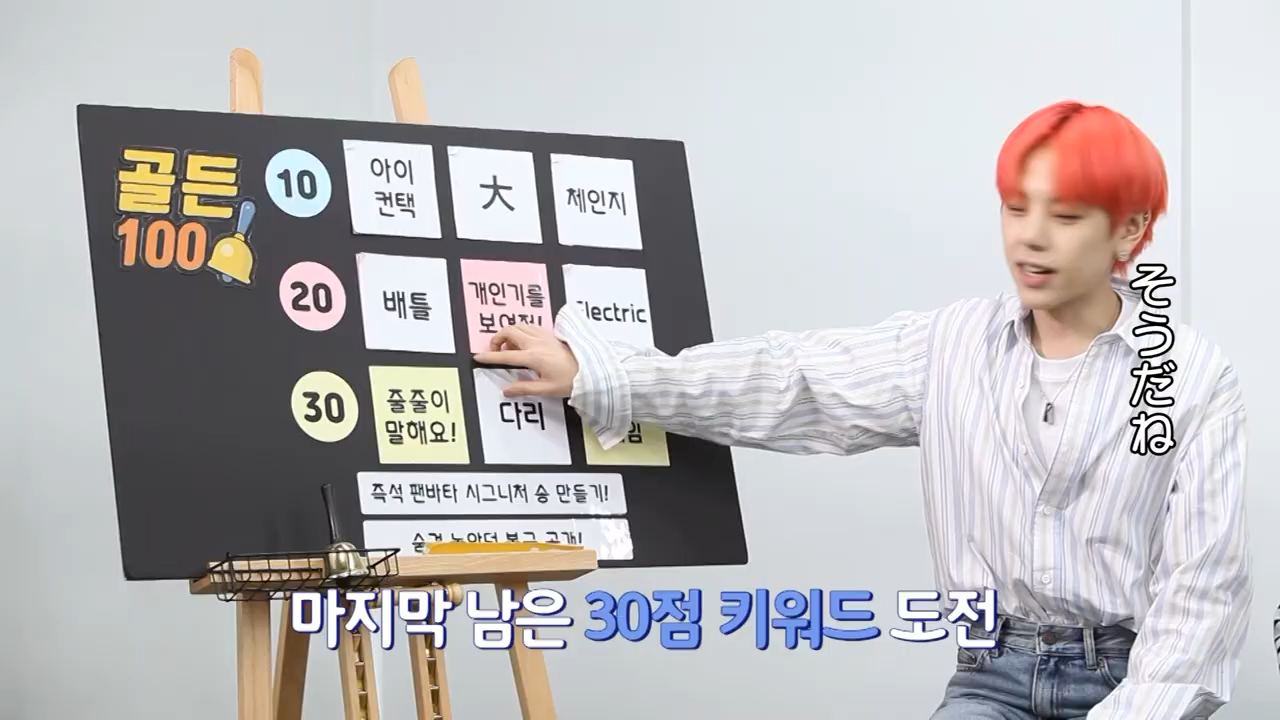 골든
100
10
아이
컨택
大
체인지
20
배틀
개인기를
lectric
30
줄줄이
말해요!
다리
즉석 팬바타 시그니처 송 만들기!
공개!
そうだね
마지막 남은 30점 키워드 도전